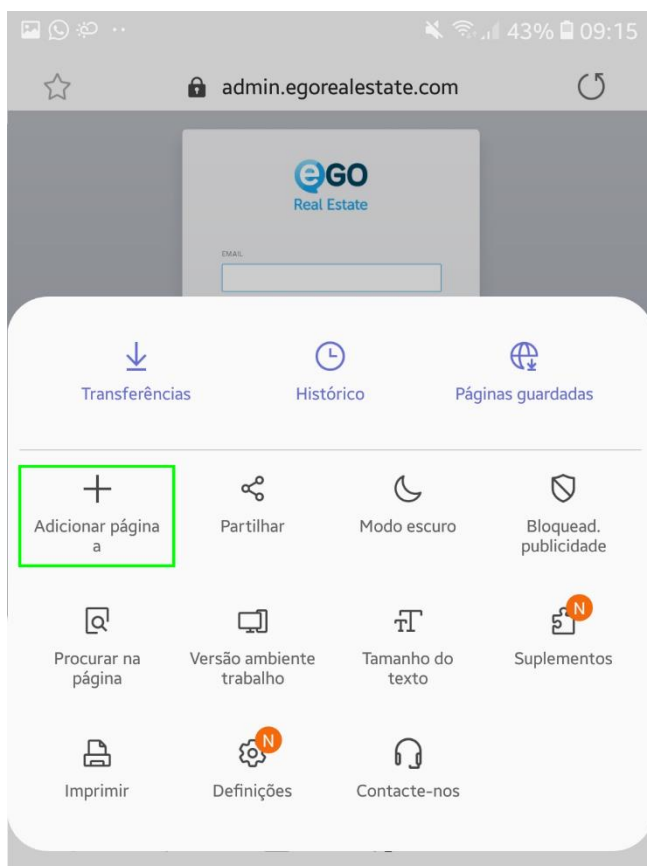 43% 09:15
admin.egorealestate.com
eGO
Real Estate
EMAIL
Transferências
Histórico
Páginas guardadas
Adicionar página
a
Partilhar
Modo escuro
Bloquead.
publicidade
Procurar na
página
Versão ambiente
trabalho
Tamanho do
texto
N
Suplementos
Imprimir
N
Definições
Contacte-nos